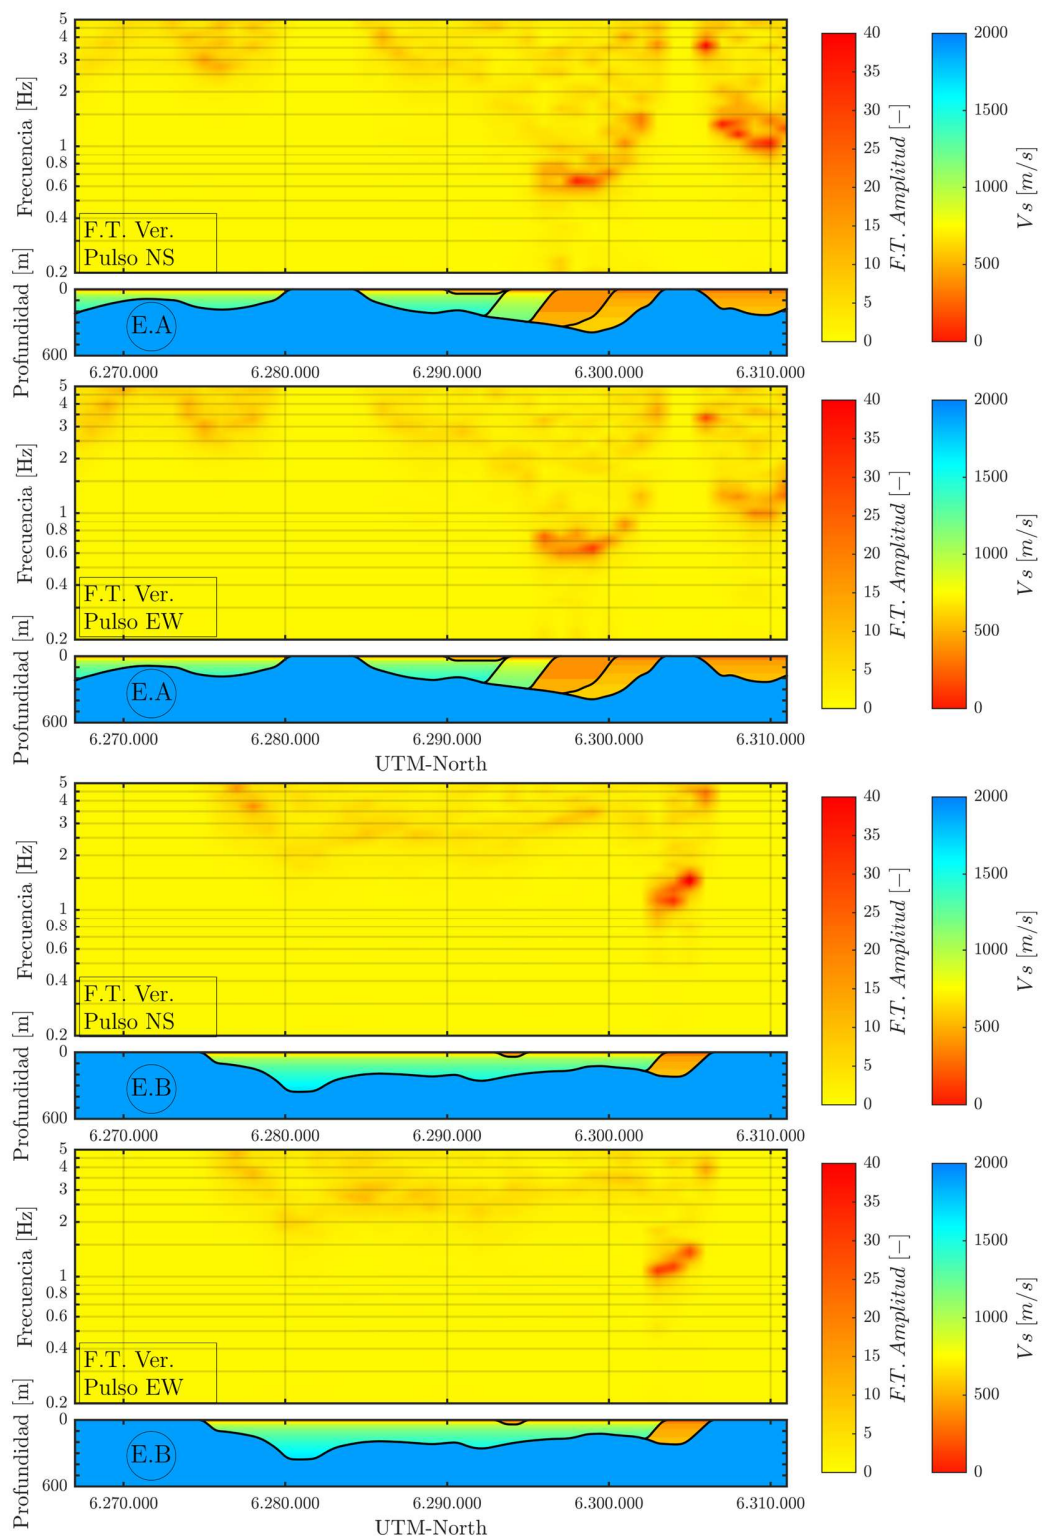 5
4
3
2
1
0.8
0.6
0.4
0.2
Frecuencia [Hz]
F.T. Ver.
Pulso NS
40
35
30
25
20
15
10
5
0
F.T. Amplitud [−]
2000
1500
1000
500
0
Vs [m/s]
0
600
Profundidad [m]
E.A
6.270.000 6.280.000 6.290.000 6.300.000 6.310.000
5
4
3
2
1
0.8
0.6
0.4
0.2
Frecuencia [Hz]
F.T. Ver.
Pulso EW
40
35
30
25
20
15
10
5
0
F.T. Amplitud [−]
2000
1500
1000
500
0
Vs [m/s]
0
600
Profundidad [m]
E.A
6.270.000 6.280.000 6.290.000 6.300.000 6.310.000
UTM-North
5
4
3
2
1
0.8
0.6
0.4
0.2
Frecuencia [Hz]
F.T. Ver.
Pulso NS
40
35
30
25
20
15
10
5
0
F.T. Amplitud [−]
2000
1500
1000
500
0
Vs [m/s]
0
600
Profundidad [m]
E.B
6.270.000 6.280.000 6.290.000 6.300.000 6.310.000
5
4
3
2
1
0.8
0.6
0.4
0.2
Frecuencia [Hz]
F.T. Ver.
Pulso EW
40
35
30
25
20
15
10
5
0
F.T. Amplitud [−]
2000
1500
1000
500
0
Vs [m/s]
0
600
Profundidad [m]
E.B
6.270.000 6.280.000 6.290.000 6.300.000 6.310.000
UTM-North